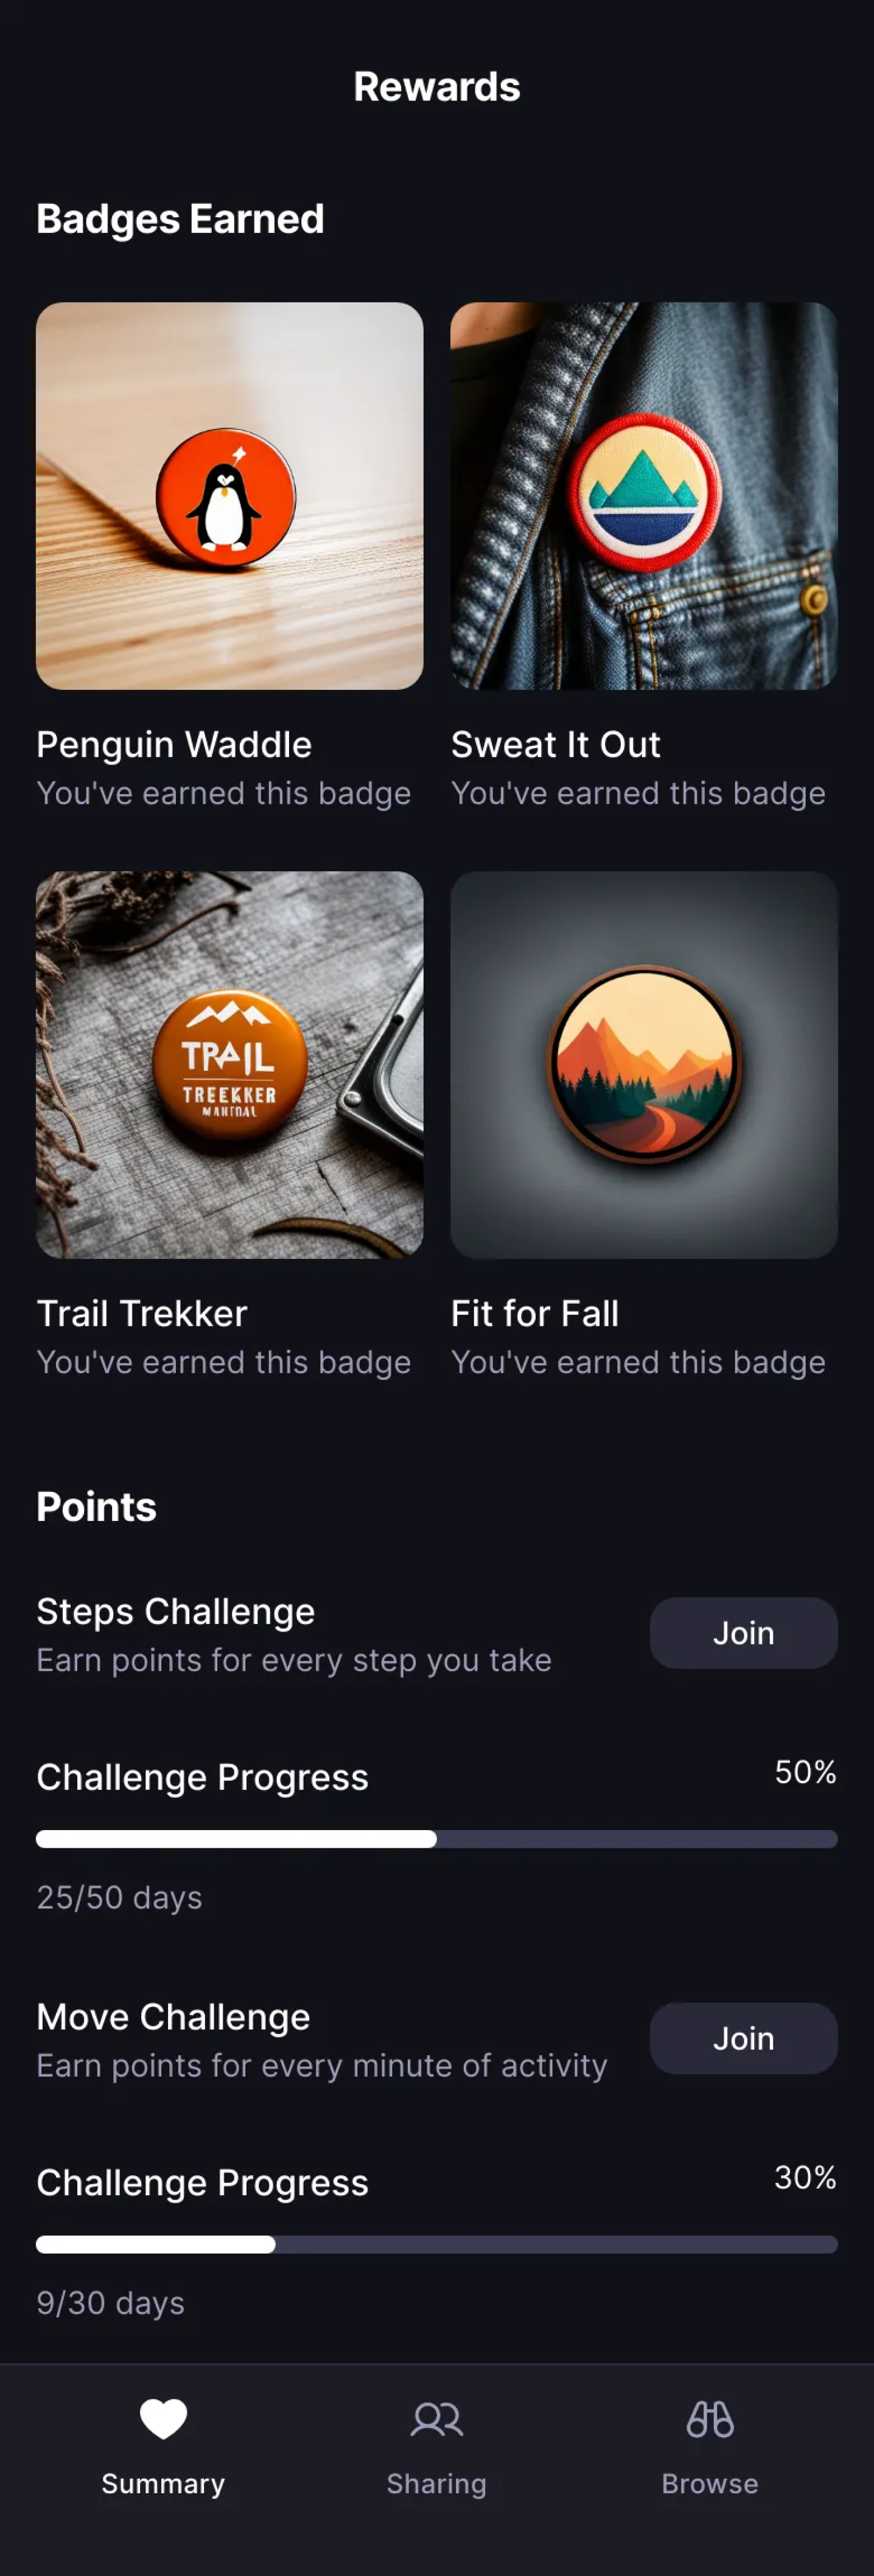 Rewards
Badges Earned
Penguin Waddle
You've earned this badge
Sweat It Out
You've earned this badge
TRAIL
TREEKKER
Trail Trekker
You've earned this badge
Fit for Fall
You've earned this badge
Points
Steps Challenge
Earn points for every step you take
Join
Challenge Progress
50%
25/50 days
Move Challenge
Earn points for every minute of activity
Join
Challenge Progress
30%
9/30 days
Summary
Sharing
Browse